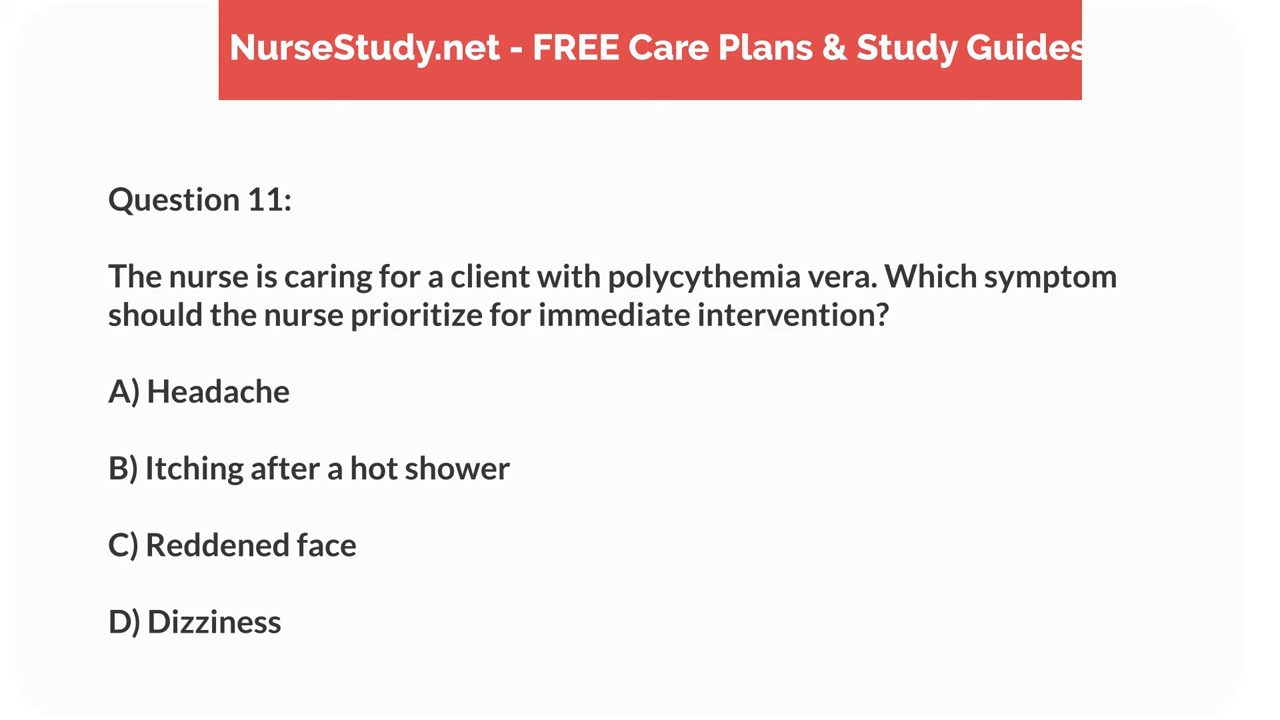 NurseStudy.net - FREE Care Plans & Study Guides
Question 11:
The nurse is caring for a client with polycythemia vera. Which symptom
should the nurse prioritize for immediate intervention?
A) Headache
B) Itching after a hot shower
C) Reddened face
D) Dizziness